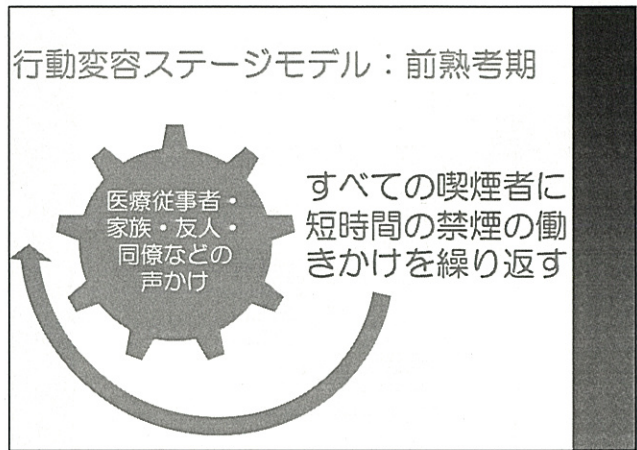 行動変容ステージモデル：前熟考期
医療従事者・
家族・友人・
同僚などの
声かけ
すべての喫煙者に
短時間の禁煙の働
きかけを繰り返す